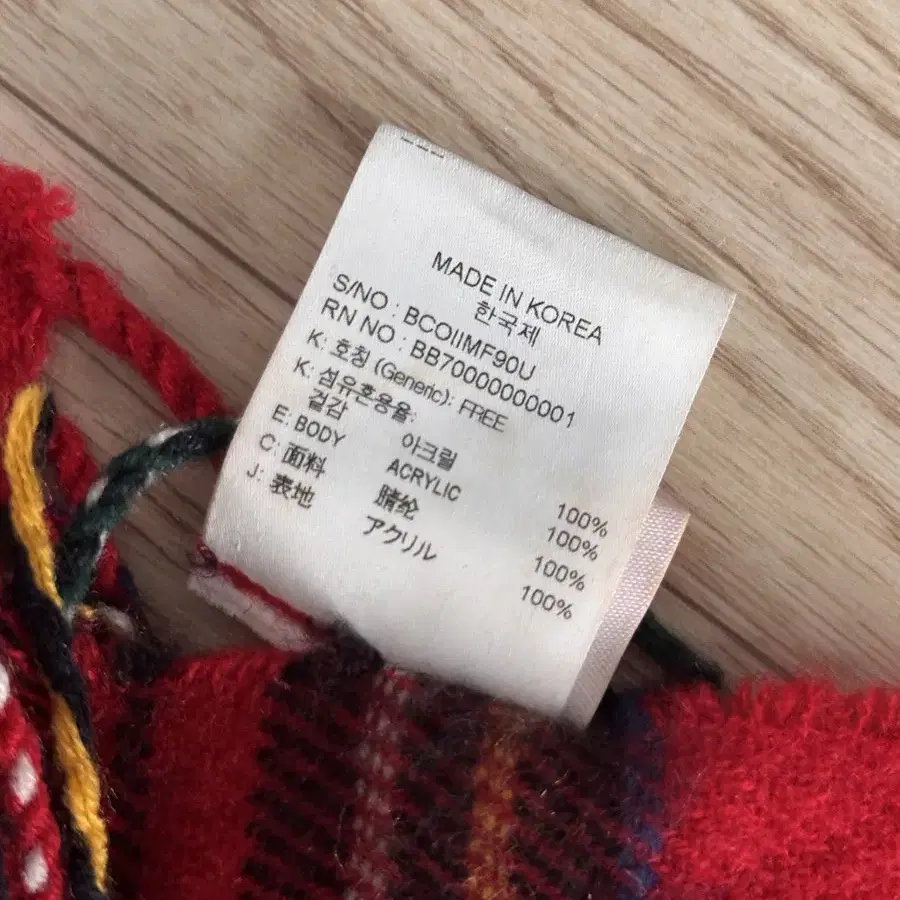 MADE IN KOREA
한국제
S/NO : BCOIIMF90U
RN NO : BB700000000001
K: 호칭 (Generic): FREE
K: 섬유혼용율:
겉감 아크릴 100%
E: BODY ACRYLIC 100%
C: 面料 腈纶 100%
J: 表地 アクリル 100%